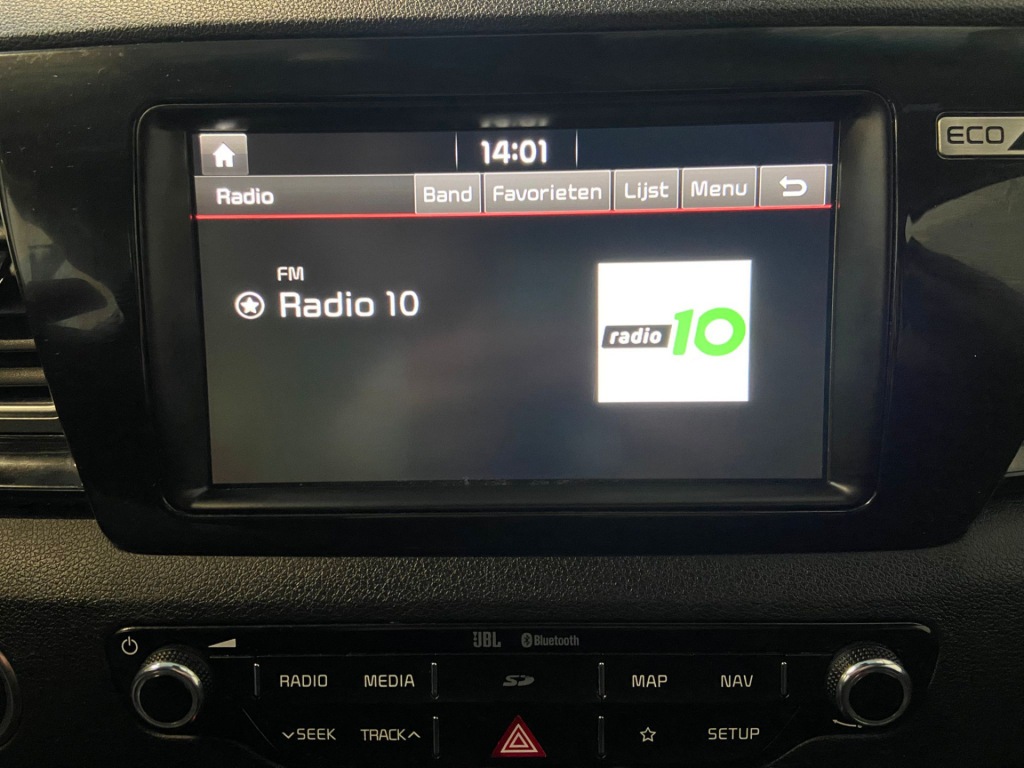 14:01
ECO
Radio Band Favorieten Lijst Menu
FM
Radio 10
radio 10
JBL Bluetooth
RADIO MEDIA SD MAP NAV
SEEK TRACK SETUP